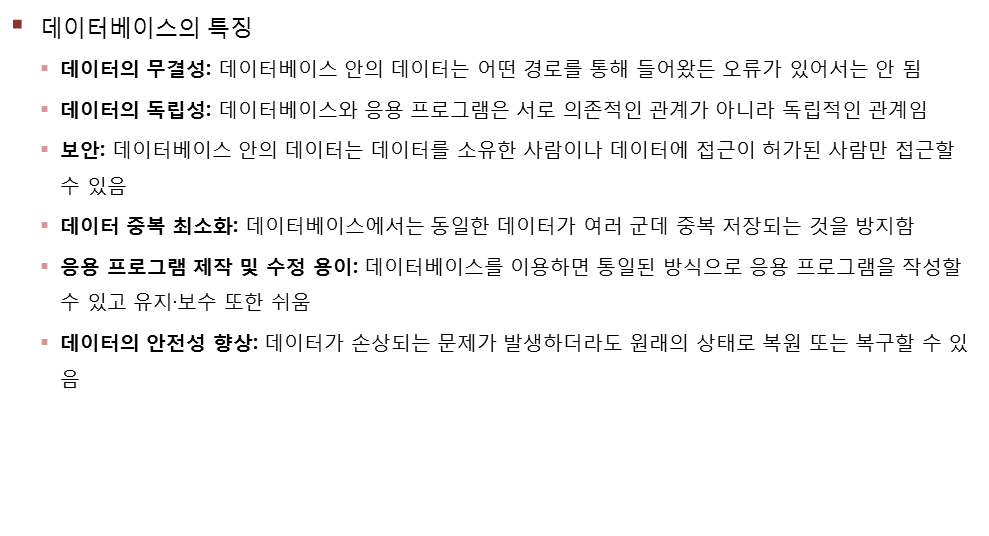 데이터베이스의 특징
데이터의 무결성: 데이터베이스 안의 데이터는 어떤 경로를 통해 들어왔든 오류가 있어서는 안 됨
데이터의 독립성: 데이터베이스와 응용 프로그램은 서로 의존적인 관계가 아니라 독립적인 관계임
보안: 데이터베이스 안의 데이터는 데이터를 소유한 사람이나 데이터에 접근이 허가된 사람만 접근할
수 있음
데이터 중복 최소화: 데이터베이스에서는 동일한 데이터가 여러 군데 중복 저장되는 것을 방지함
응용 프로그램 제작 및 수정 용이: 데이터베이스를 이용하면 통일된 방식으로 응용 프로그램을 작성할
수 있고 유지·보수 또한 쉬움
데이터의 안전성 향상: 데이터가 손상되는 문제가 발생하더라도 원래의 상태로 복원 또는 복구할 수 있
음